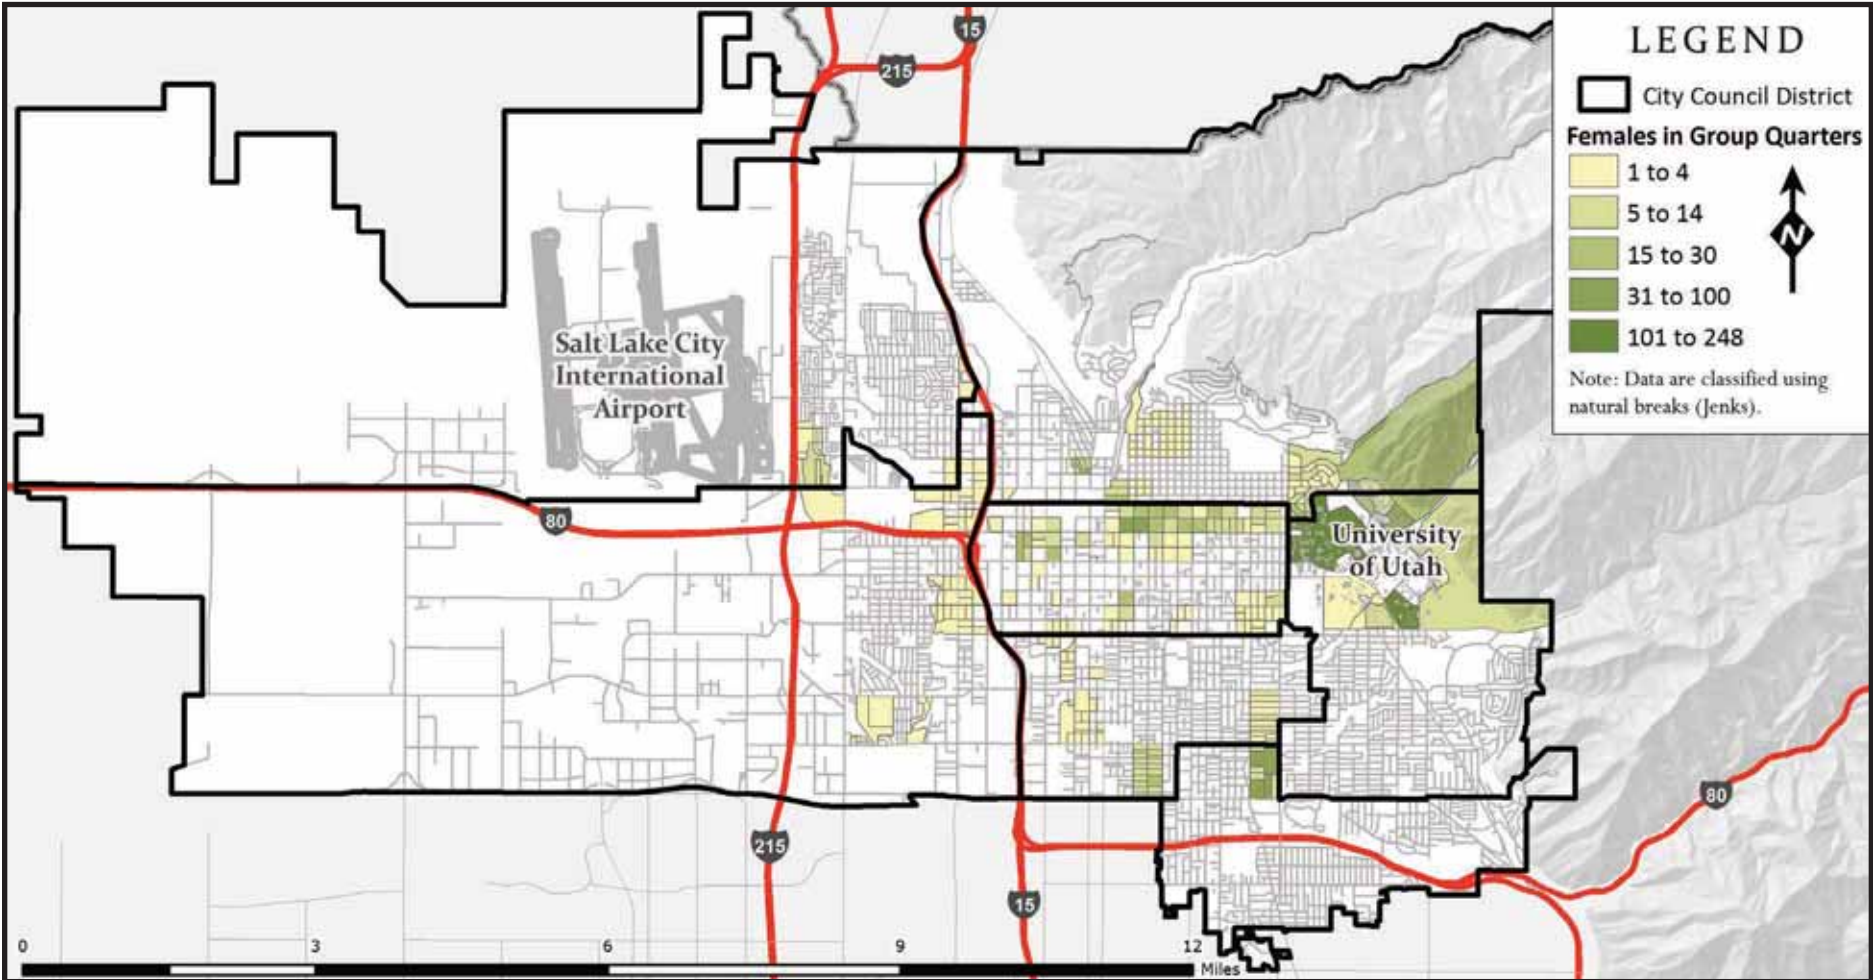 LEGEND
City Council District
Females in Group Quarters
1 to 4
5 to 14
15 to 30
31 to 100
101 to 248
N
Note: Data are classified using
natural breaks (Jenks).
15
215
Salt Lake City
International
Airport
80
University
of Utah
80
215
15
0 3 6 9 12
Miles